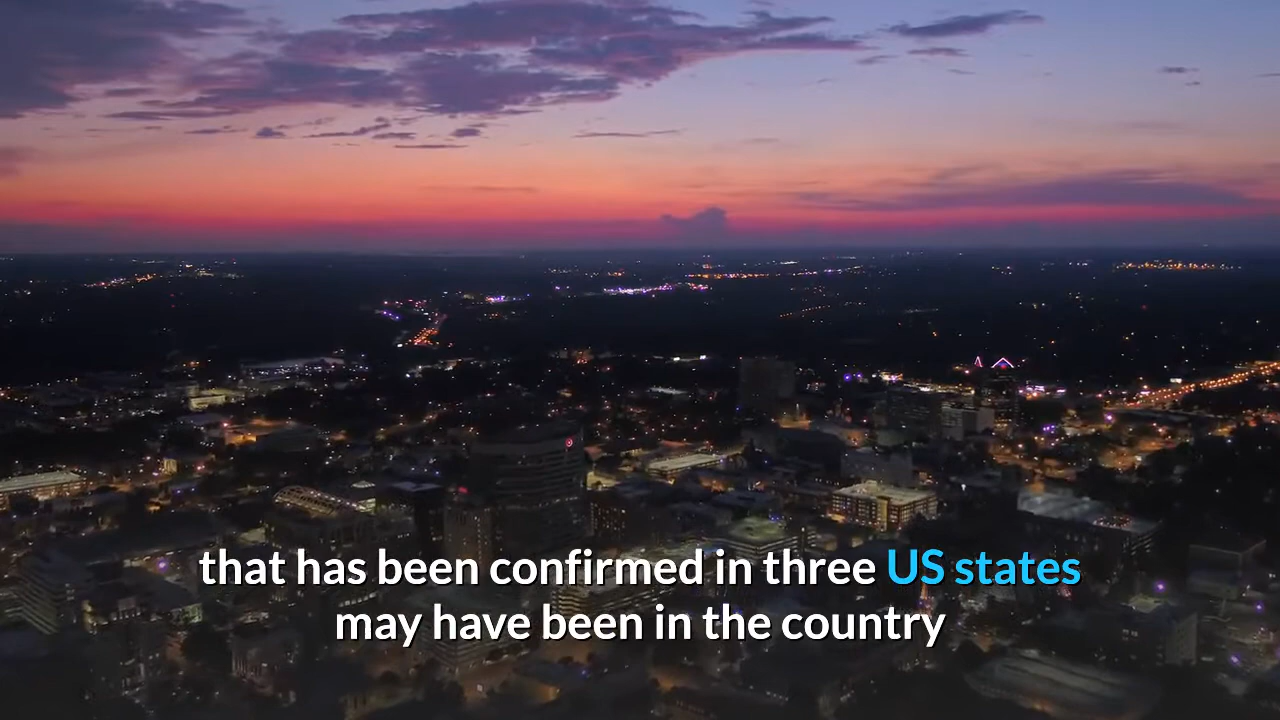 that has been confirmed in three US states
may have been in the country